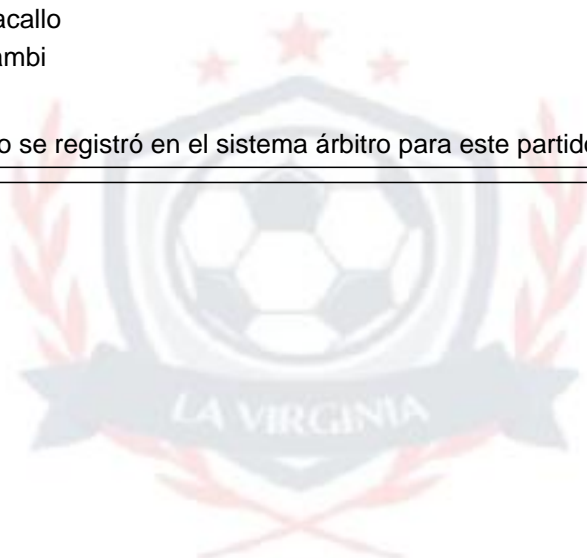 acallo
ambi
o se registró en el sistema árbitro para este partido
LA VIRGINIA